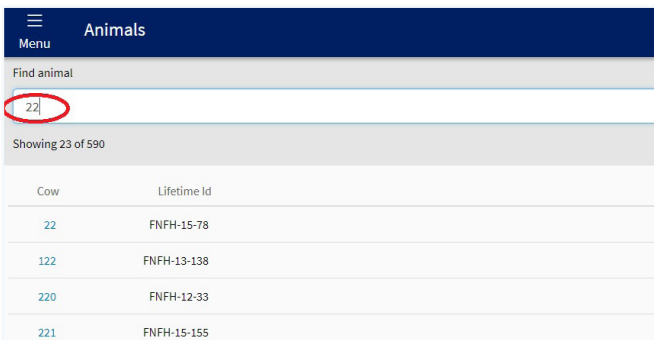 Animals
Menu
Find animal
22
Showing 23 of 590
Cow Lifetime Id
22 FNFH-15-78
122 FNFH-13-138
220 FNFH-12-33
221 FNFH-15-155